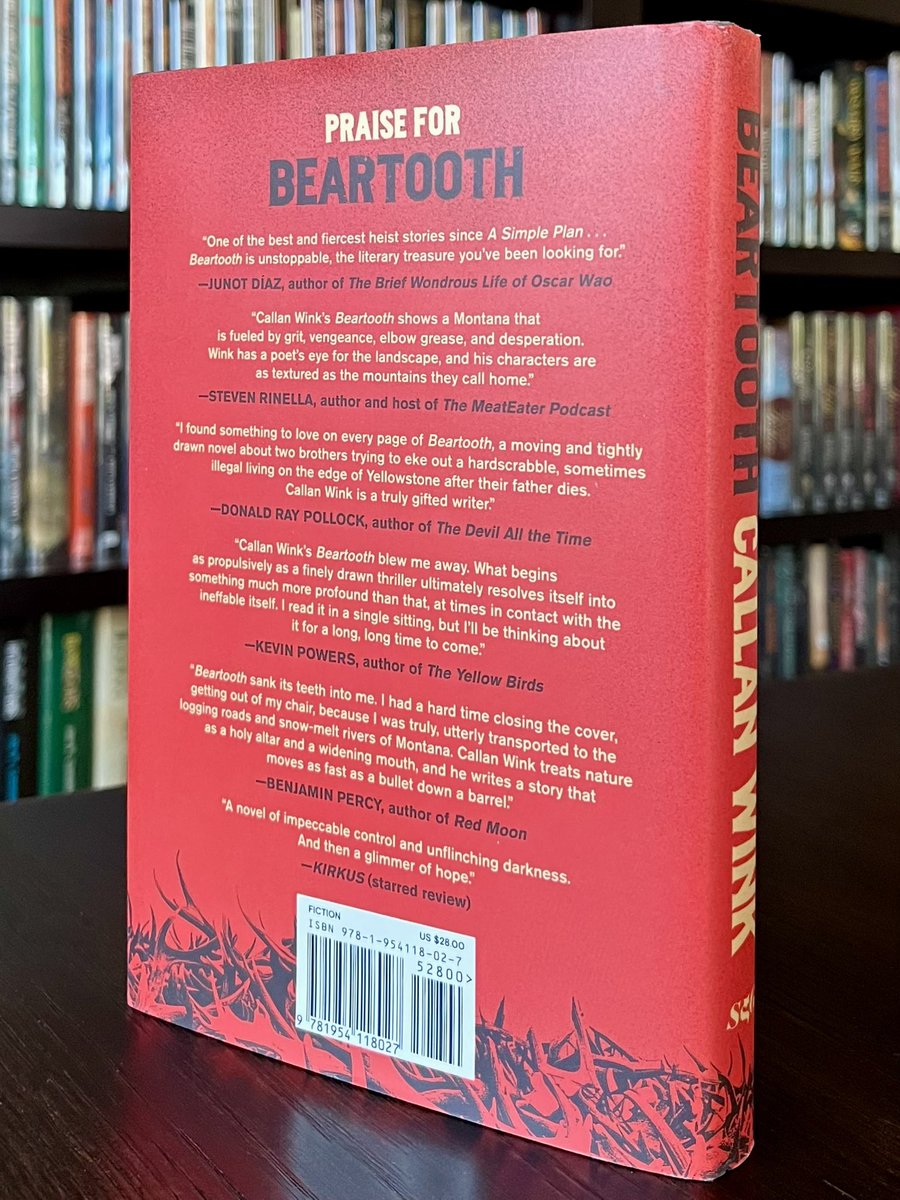 PRAISE FOR
BEARTOOTH
“One of the best and fiercest heist stories since A Simple Plan . . .
Beartooth is unstoppable, the literary treasure you’ve been looking for.”
—JUNOT DÍAZ, author of The Brief Wondrous Life of Oscar Wao
“Callan Wink’s Beartooth shows a Montana that
is fueled by grit, vengeance, elbow grease, and desperation.
Wink has a poet’s eye for the landscape, and his characters are
as textured as the mountains they call home.”
—STEVEN RINELLA, author and host of The MeatEater Podcast
“I found something to love on every page of Beartooth, a moving and tightly
drawn novel about two brothers trying to eke out a hardscrabble, sometimes
illegal living on the edge of Yellowstone after their father dies.
Callan Wink is a truly gifted writer.”
—DONALD RAY POLLOCK, author of The Devil All the Time
“Callan Wink’s Beartooth blew me away. What begins
as propulsively as a finely drawn thriller ultimately resolves itself into
something much more profound than that, at times in contact with the
ineffable itself. I read it in a single sitting, but I’ll be thinking about
it for a long, long time to come.”
—KEVIN POWERS, author of The Yellow Birds
“Beartooth sank its teeth into me. I had a hard time closing the cover,
getting out of my chair, because I was truly, utterly transported to the
logging roads and snow-melt rivers of Montana. Callan Wink treats nature
as a holy altar and a widening mouth, and he writes a story that
moves as fast as a bullet down a barrel.”
—BENJAMIN PERCY, author of Red Moon
“A novel of impeccable control and unflinching darkness.
And then a glimmer of hope.”
—KIRKUS (starred review)
FICTION US $28.00
ISBN 978-1-954118-02-7
52800>
9 781954 118027
BEARTOOTH CALLAN WINK